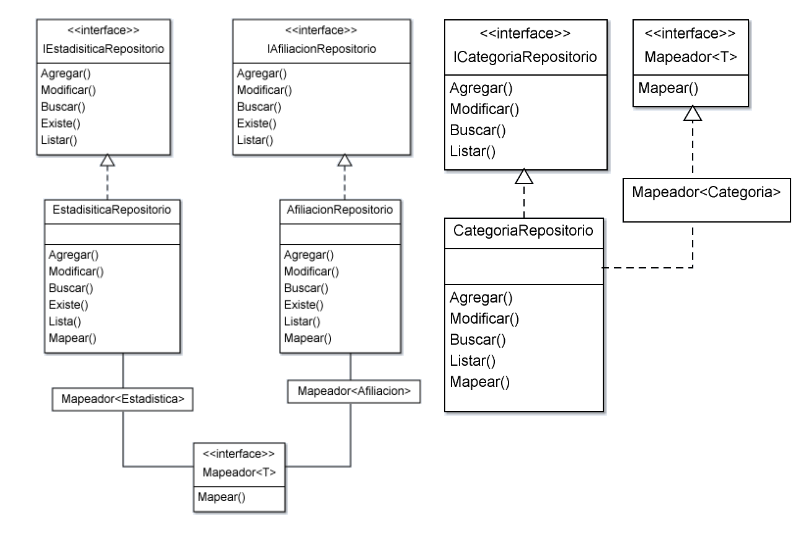 <<interface>>
IEstadisiticaRepositorio
Agregar()
Modificar()
Buscar()
Existe()
Listar()
<<interface>>
IAfiliacionRepositorio
Agregar()
Modificar()
Buscar()
Existe()
Listar()
<<interface>>
ICategoriaRepositorio
Agregar()
Modificar()
Buscar()
Listar()
<<interface>>
Mapeador<T>
Mapear()
EstadisiticaRepositorio
Agregar()
Modificar()
Buscar()
Existe()
Lista()
Mapear()
AfiliacionRepositorio
Agregar()
Modificar()
Buscar()
Existe()
Listar()
Mapear()
CategoriaRepositorio
Agregar()
Modificar()
Buscar()
Listar()
Mapear()
Mapeador<Categoria>
Mapeador<Estadistica>
Mapeador<Afiliacion>
<<interface>>
Mapeador<T>
Mapear()